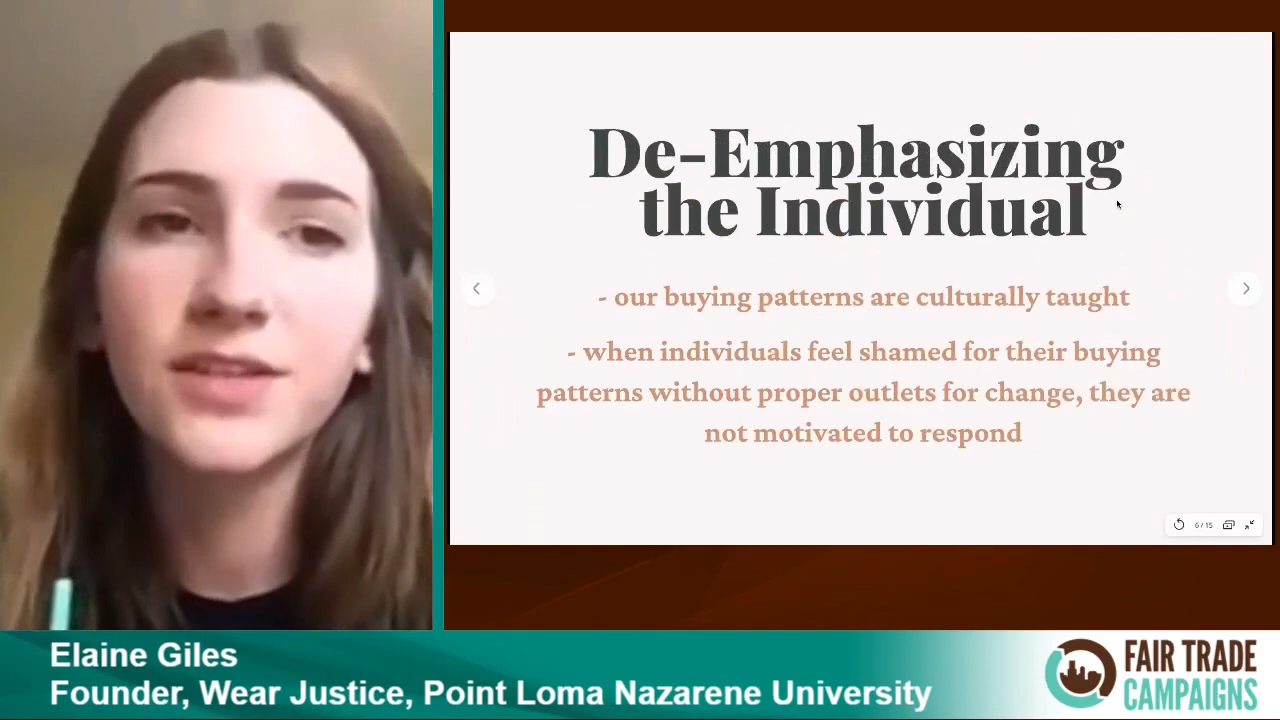 De-Emphasizing
the Individual
- our buying patterns are culturally taught
- when individuals feel shamed for their buying
patterns without proper outlets for change, they are
not motivated to respond
6 / 15
Elaine Giles
Founder, Wear Justice, Point Loma Nazarene University
FAIR TRADE
CAMPAIGNS